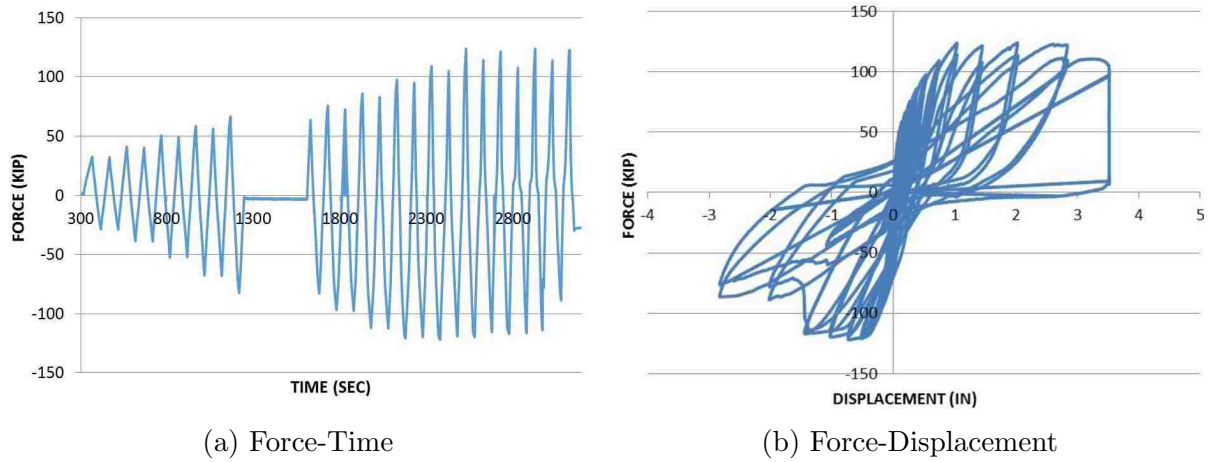 150
100
50
0
-50
-100
-150
300 800 1300 1800 2300 2800
FORCE (KIP)
TIME (SEC)
(a) Force-Time
150
100
50
0
-50
-100
-150
-4 -3 -2 -1 0 1 2 3 4 5
FORCE (KIP)
DISPLACEMENT (IN)
(b) Force-Displacement